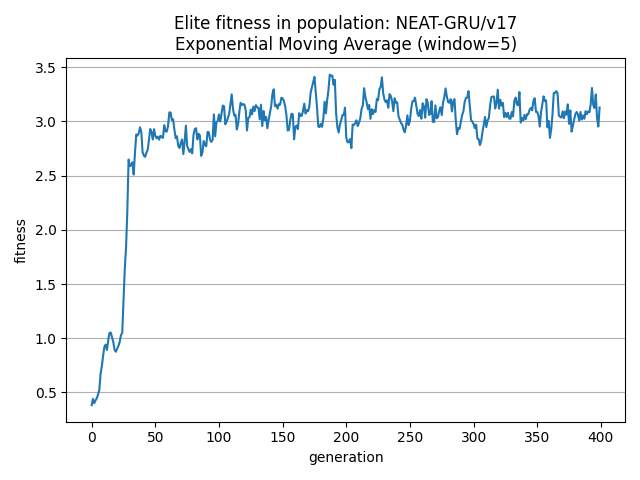 Elite fitness in population: NEAT-GRU/v17
Exponential Moving Average (window=5)
3.5
3.0
2.5
2.0
1.5
1.0
0.5
fitness
0 50 100 150 200 250 300 350 400
generation